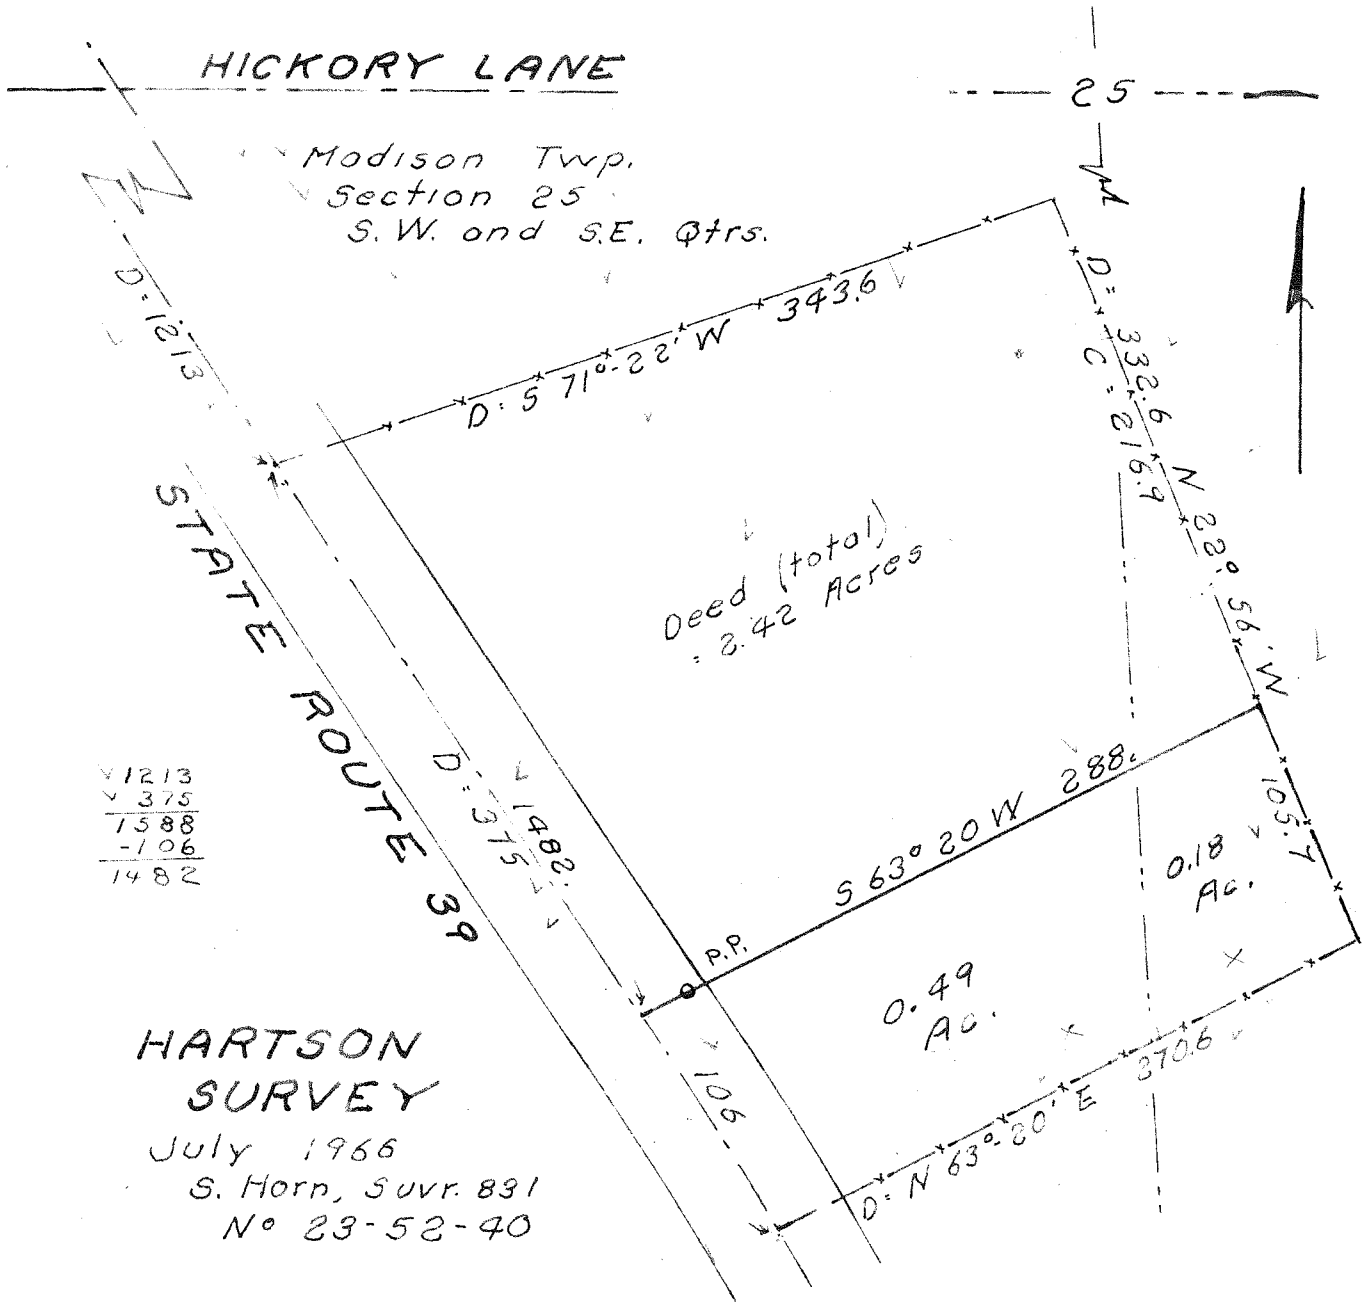 HICKORY LANE
25
Madison Twp.
Section 25
S.W. and S.E. Qtrs.
D=1213
D: S 71°-22' W 343.6
D= 332.6 N 22° 56' W
C = 216.9
STATE ROUTE 39
Deed (total)
= 2.42 Acres
D= 375
1482.
1213
375
1588
-106
1482
S 63° 20 W 288.
105.7
0.18
Ac.
P.P.
0.49
Ac.
106
D= N 63°-20' E 270.6
HARTSON
SURVEY
July 1966
S. Horn, Suvr. 831
N° 23-52-40